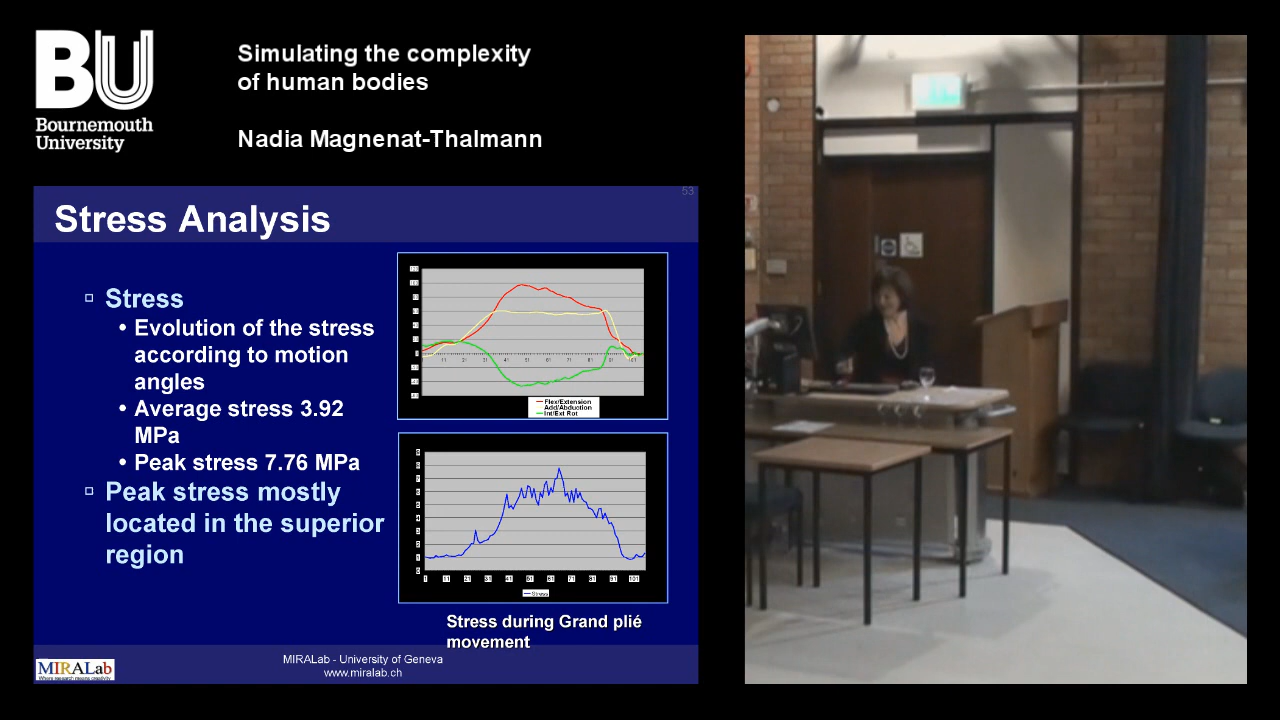 BU
Bournemouth
University
Simulating the complexity
of human bodies
Nadia Magnenat-Thalmann
53
Stress Analysis
Stress
• Evolution of the stress
according to motion
angles
• Average stress 3.92
MPa
• Peak stress 7.76 MPa
Peak stress mostly
located in the superior
region
Flex/Extension
Add/Abduction
Int/Ext Rot
Stress
Stress during Grand plié
movement
MIRALab
MIRALab - University of Geneva
www.miralab.ch